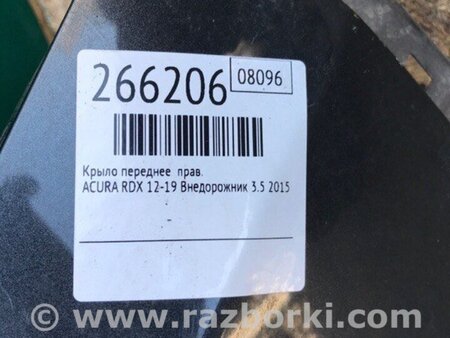 266206 08096
Крыло переднее прав.
ACURA RDX 12-19 Внедорожник 3.5 2015
© www.razborki.com